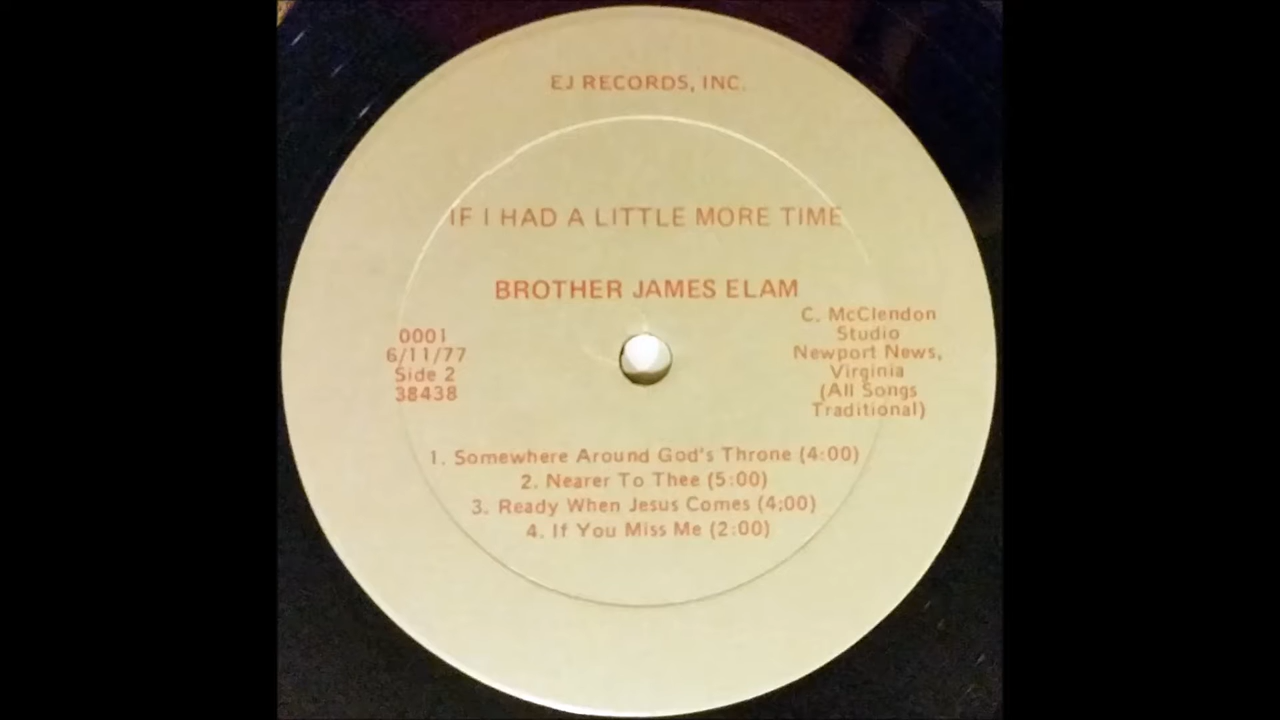 EJ RECORDS, INC.
IF I HAD A LITTLE MORE TIME
BROTHER JAMES ELAM
0001
6/11/77
Side 2
38438
C. McClendon
Studio
Newport News,
Virginia
(All Songs
Traditional)
1. Somewhere Around God's Throne (4:00)
2. Nearer To Thee (5:00)
3. Ready When Jesus Comes (4;00)
4. If You Miss Me (2:00)